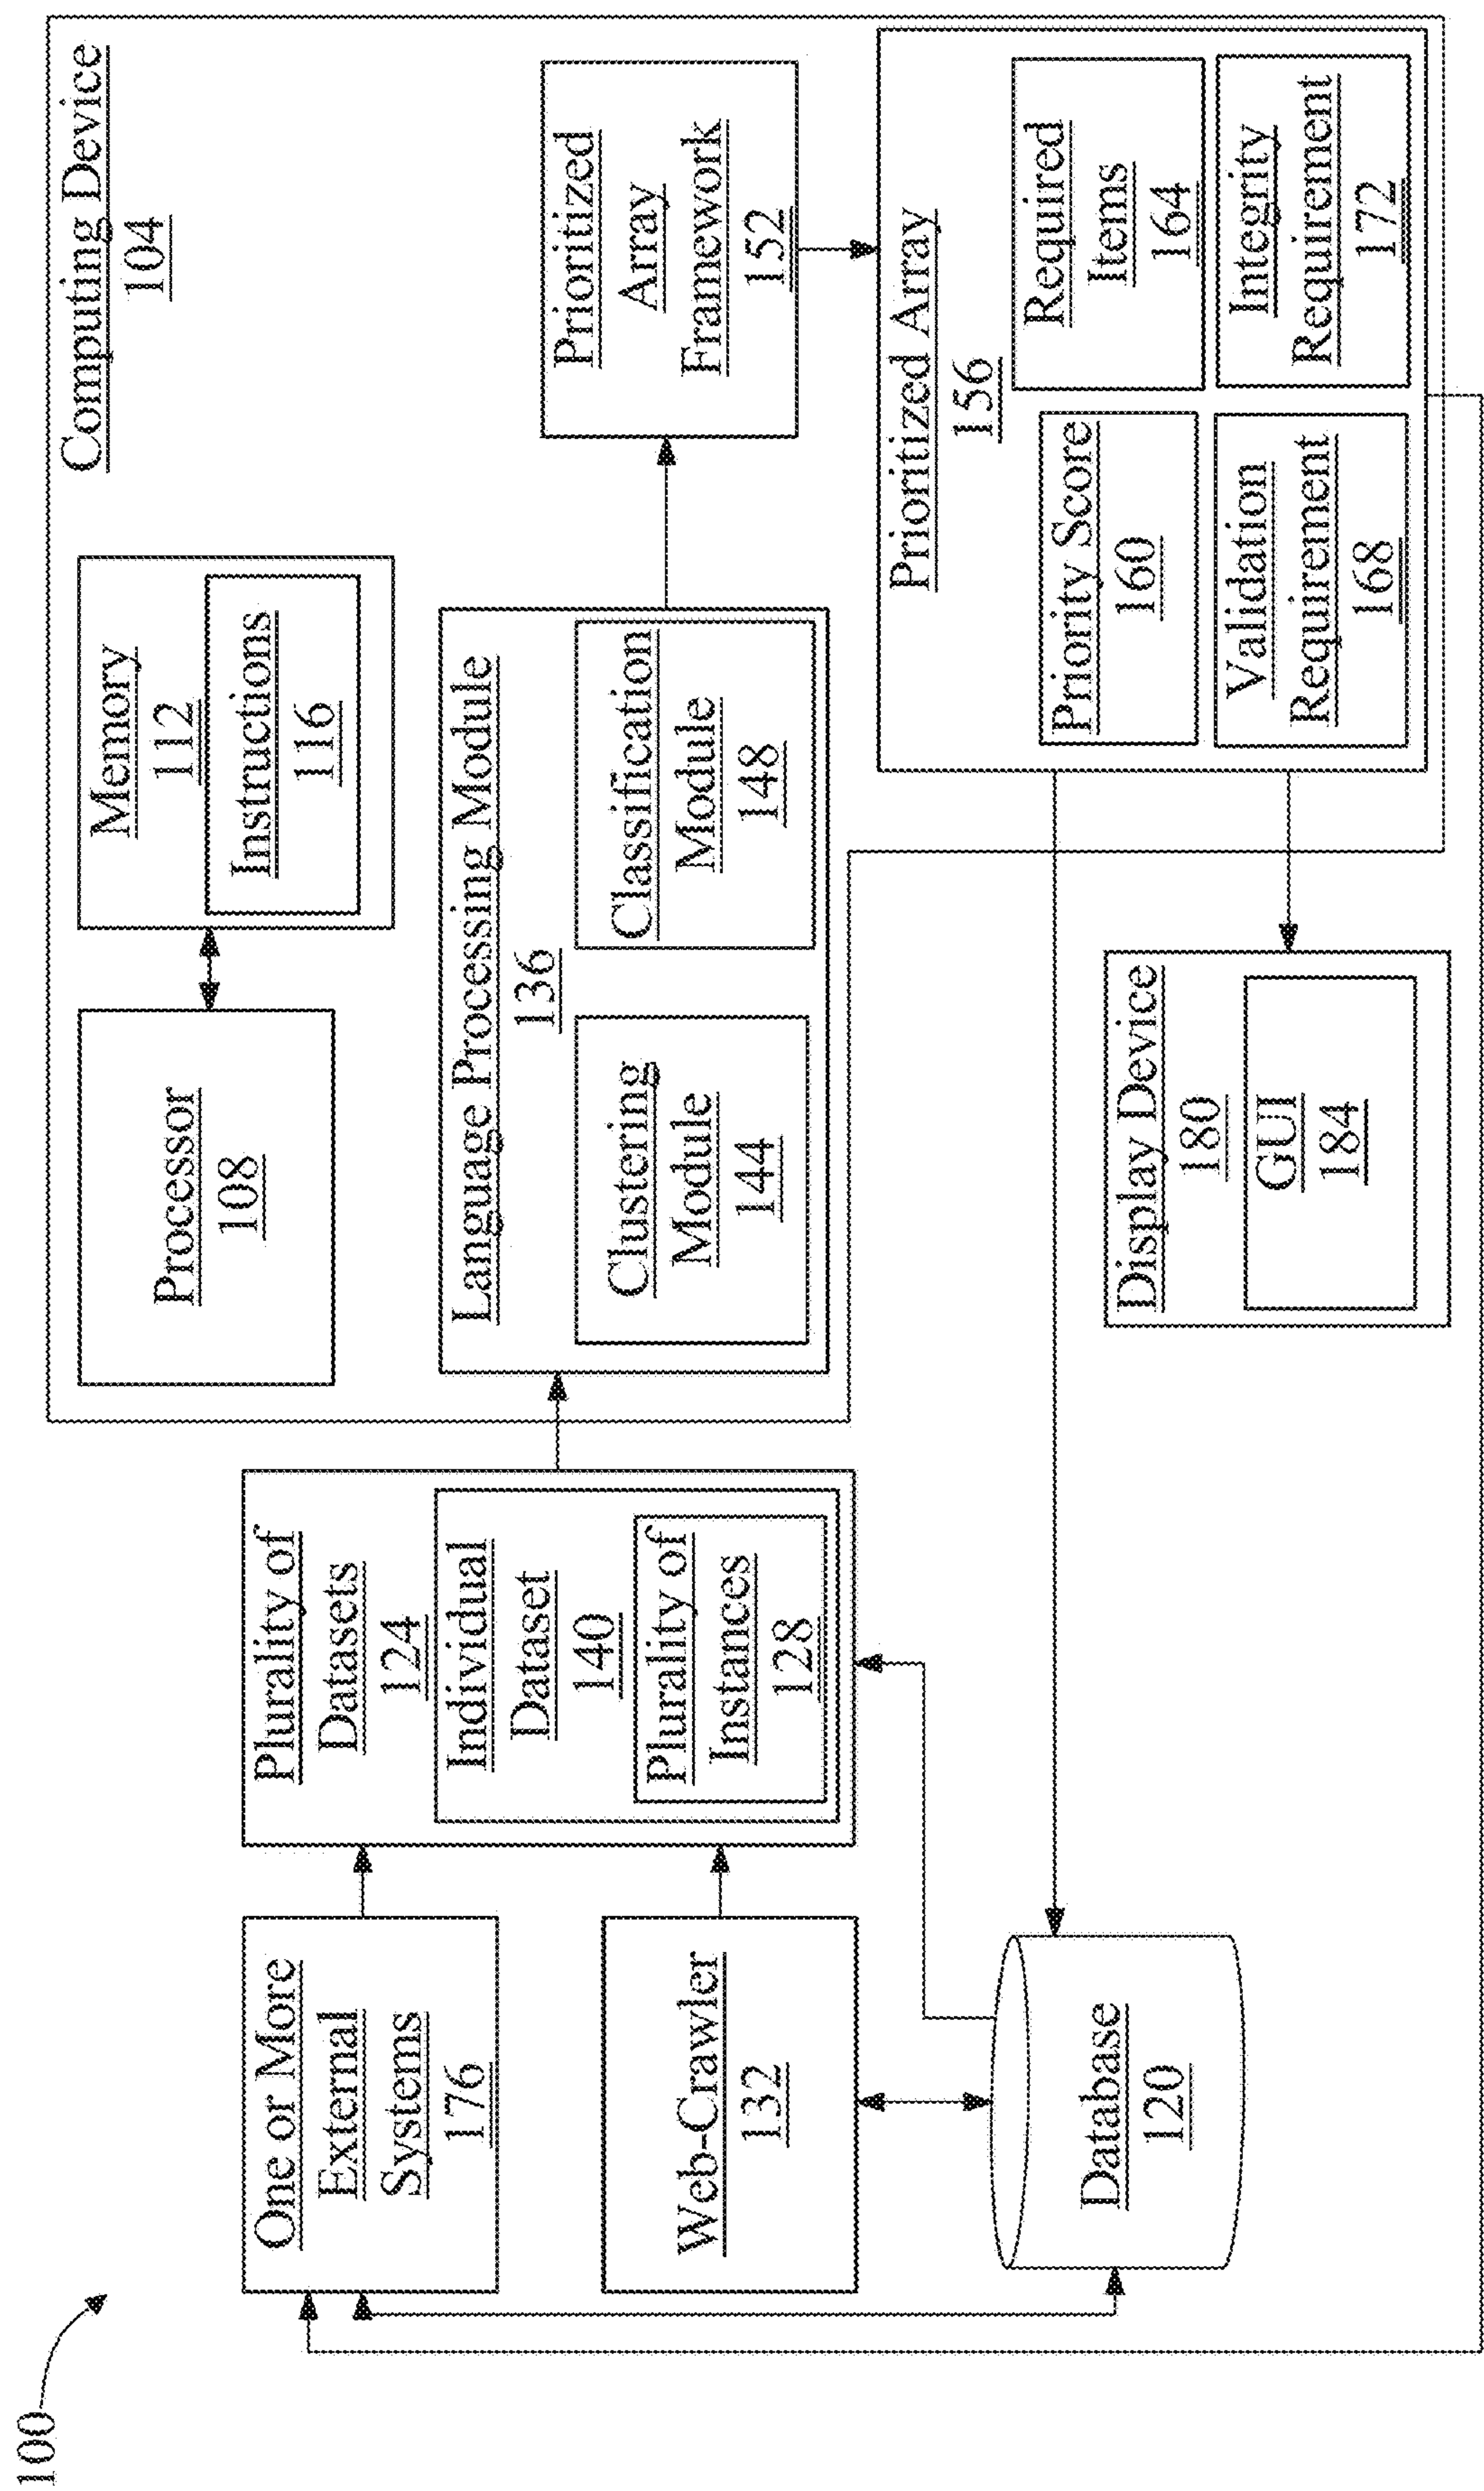 100
One or More
External
Systems
176
Web-Crawler
132
Database
120
Plurality of
Datasets
124
Individual
Dataset
140
Plurality of
Instances
128
Computing Device
104
Processor
108
Memory
112
Instructions
116
Language Processing Module
136
Clustering
Module
144
Classification
Module
148
Prioritized
Array
Framework
152
Prioritized Array
156
Priority Score
160
Required
Items
164
Validation
Requirement
168
Integrity
Requirement
172
Display Device
180
GUI
184